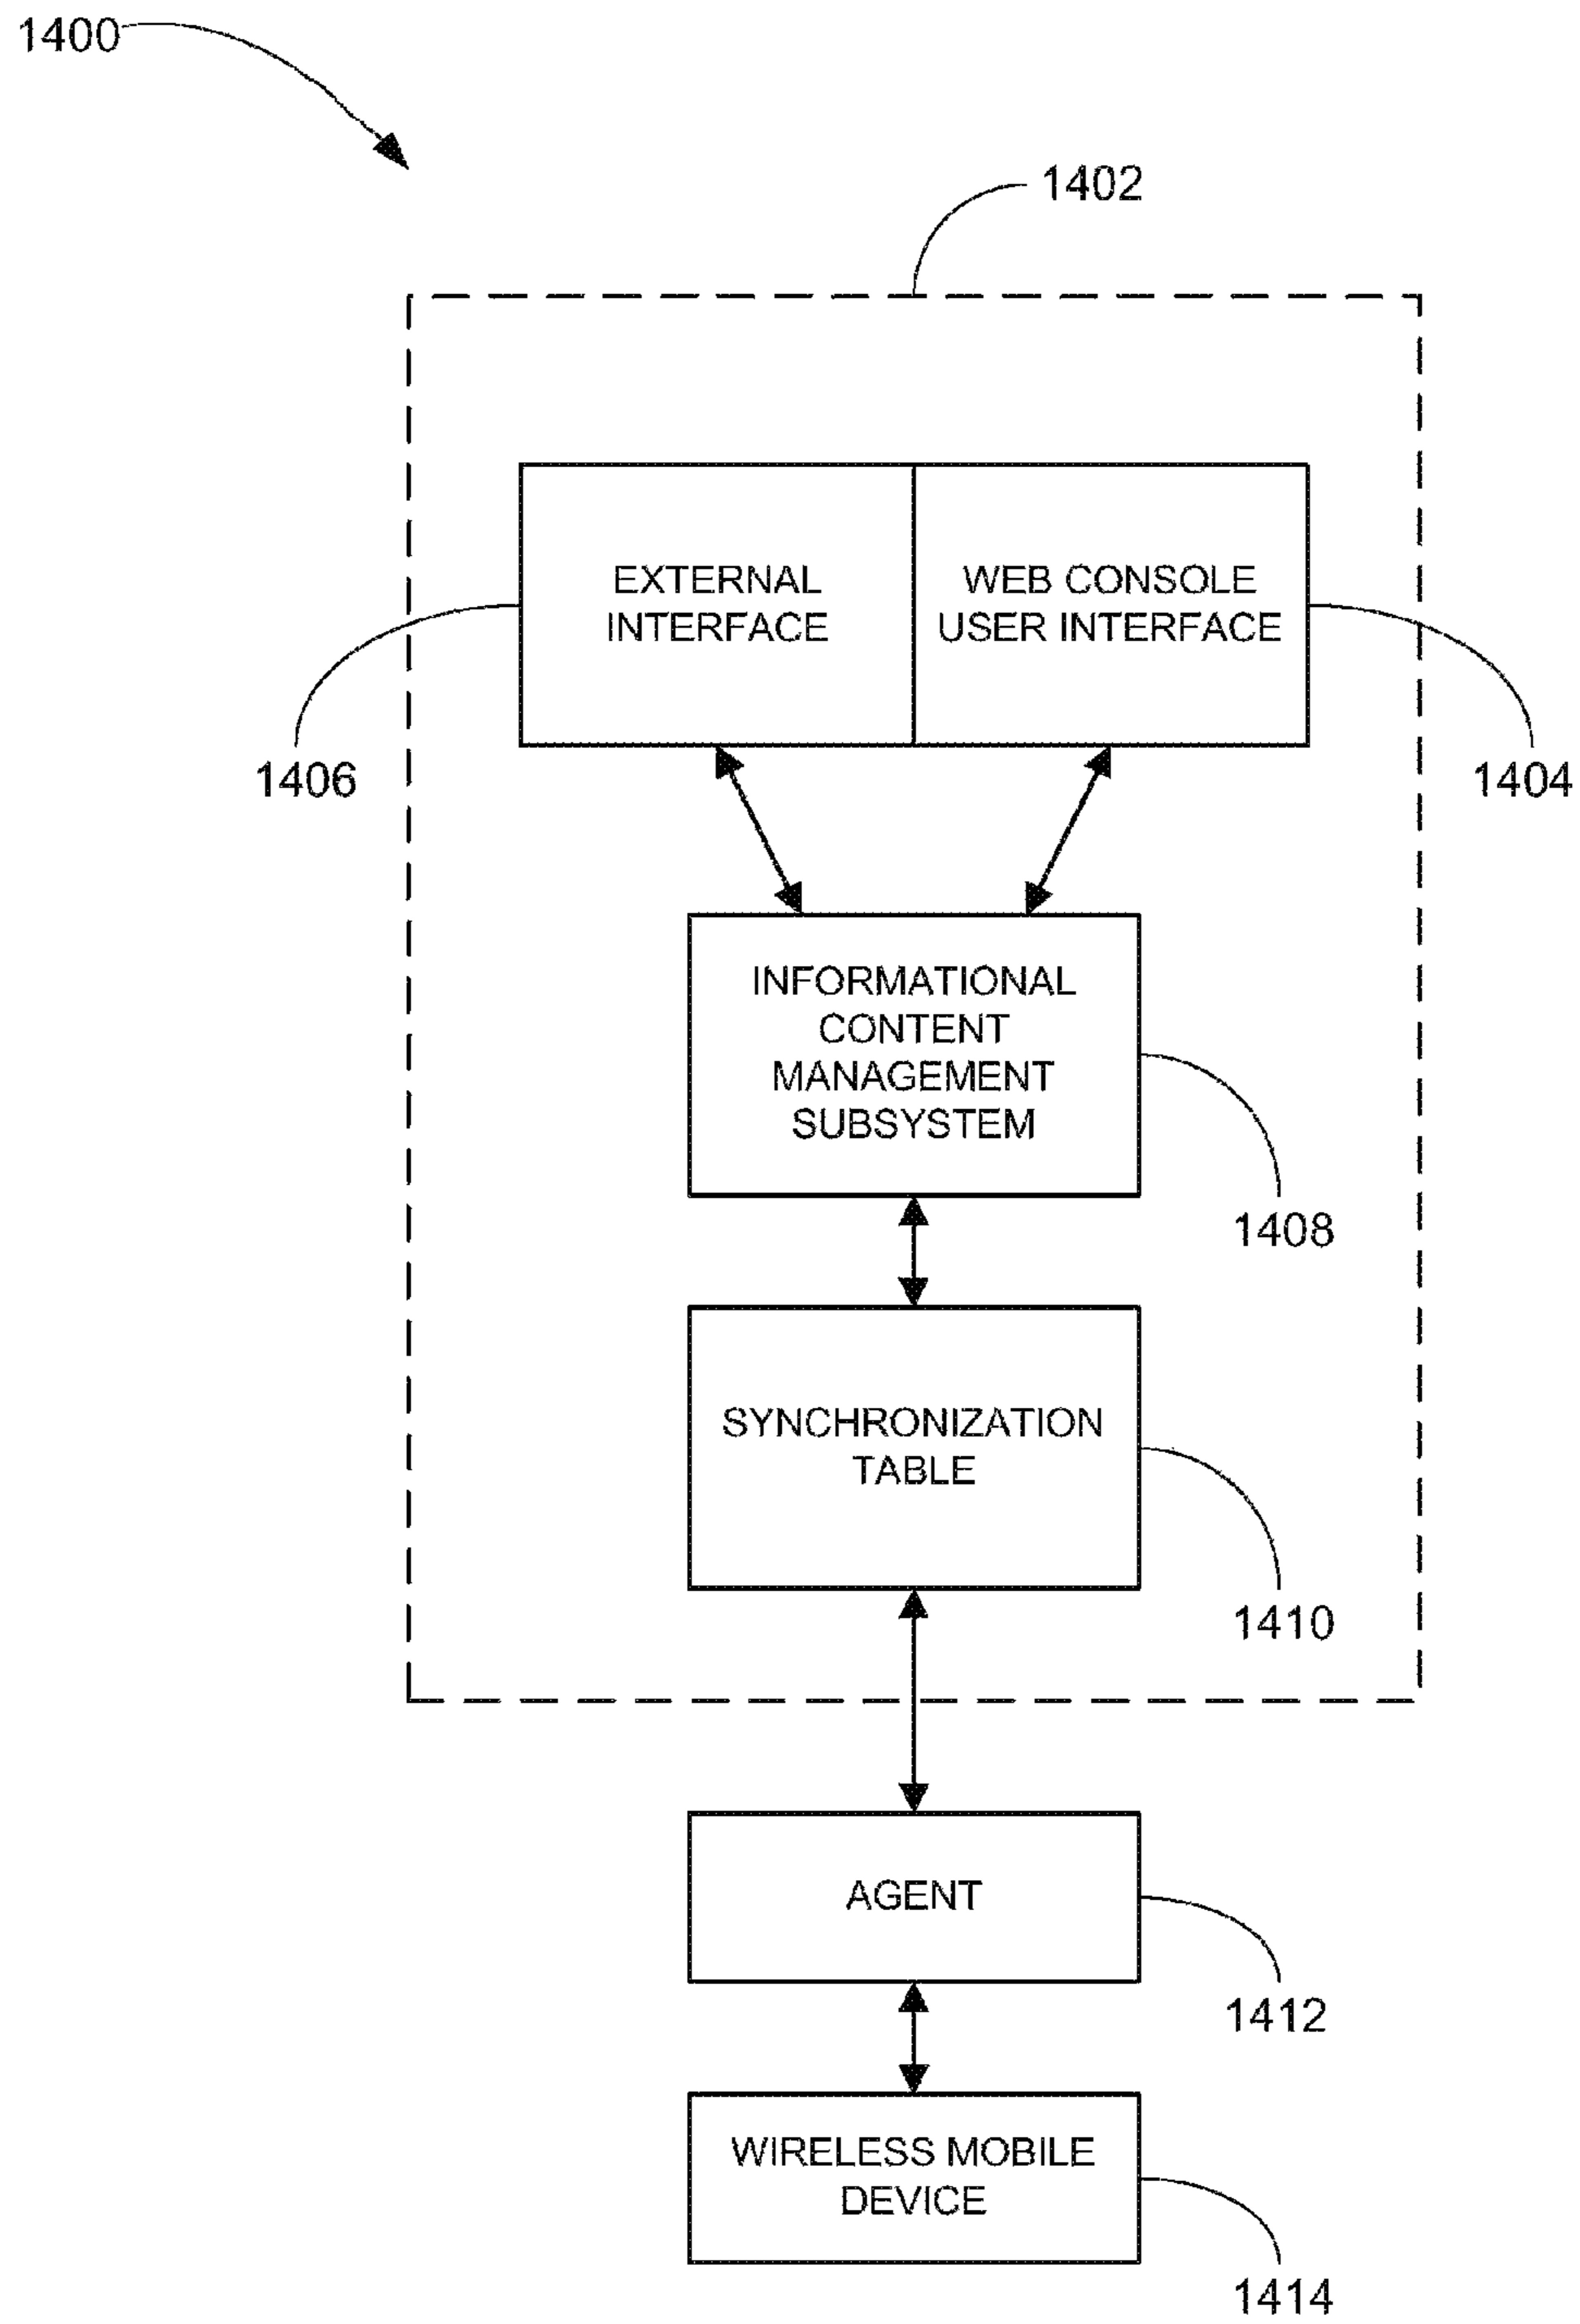 1400
1402
EXTERNAL
INTERFACE
WEB CONSOLE
USER INTERFACE
1406
1404
INFORMATIONAL
CONTENT
MANAGEMENT
SUBSYSTEM
1408
SYNCHRONIZATION
TABLE
1410
AGENT
1412
WIRELESS MOBILE
DEVICE
1414